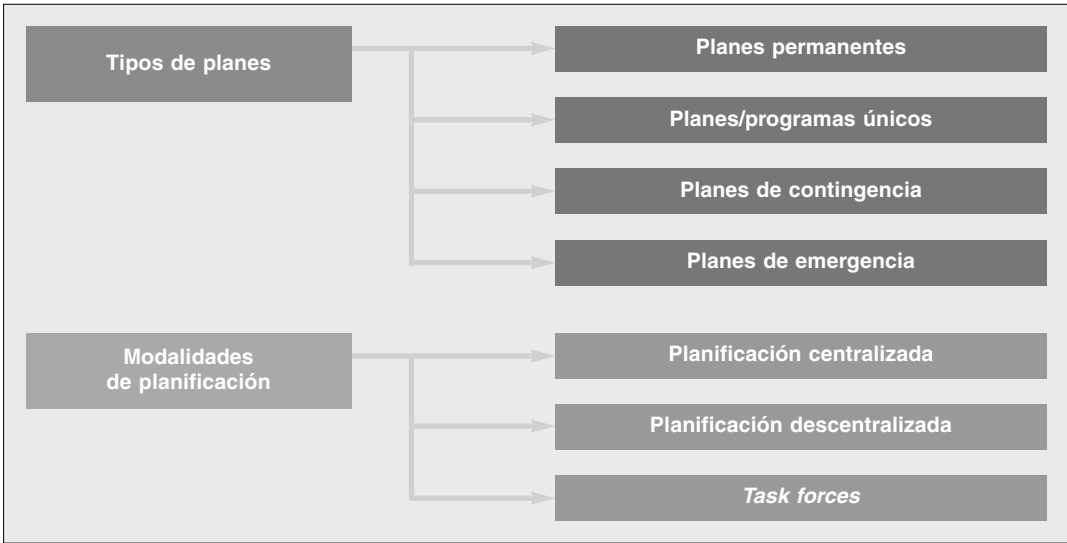 Tipos de planes
Planes permanentes
Planes/programas únicos
Planes de contingencia
Planes de emergencia
Modalidades
de planificación
Planificación centralizada
Planificación descentralizada
Task forces